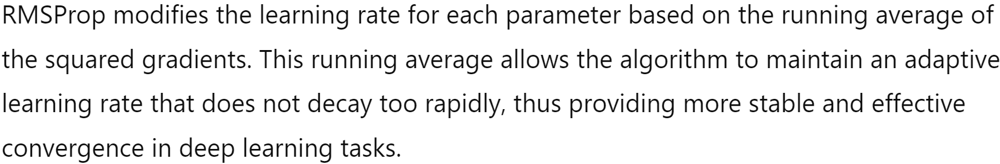 RMSProp modifies the learning rate for each parameter based on the running average of
the squared gradients. This running average allows the algorithm to maintain an adaptive
learning rate that does not decay too rapidly, thus providing more stable and effective
convergence in deep learning tasks.